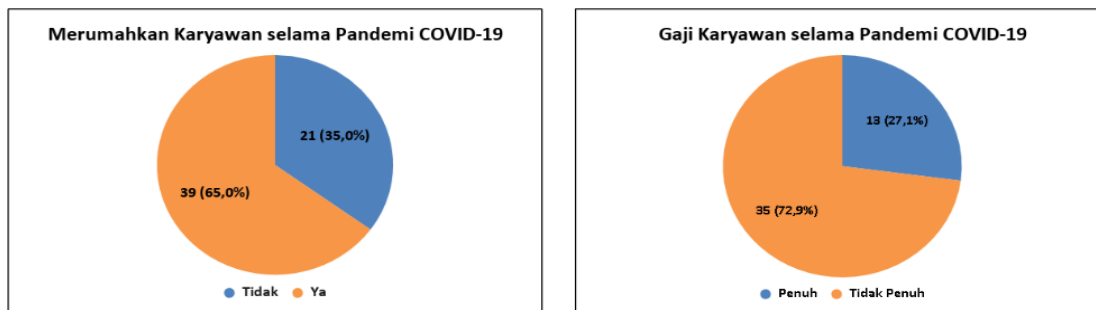 Merumahkan Karyawan selama Pandemi COVID-19
21 (35,0%)
39 (65,0%)
Tidak Ya
Gaji Karyawan selama Pandemi COVID-19
13 (27,1%)
35 (72,9%)
Penuh Tidak Penuh